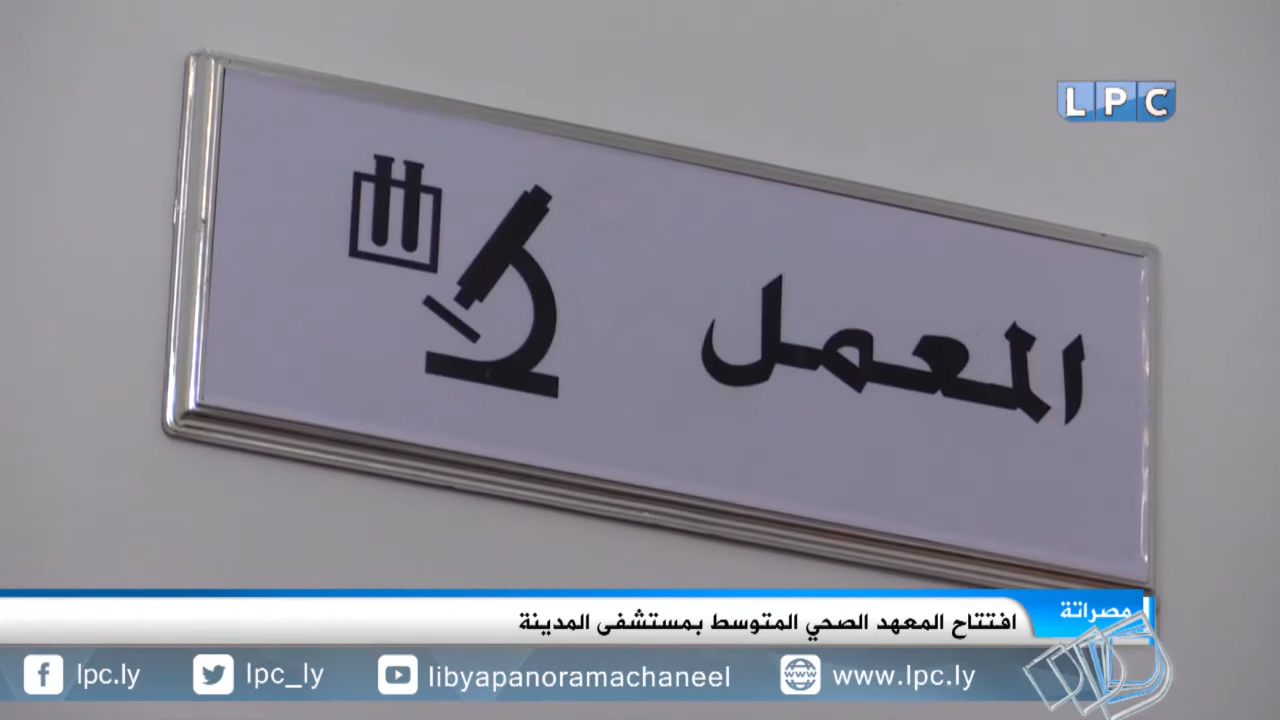 LPC
المعمل
مصراتة
افتتاح المعهد الصحي المتوسط بمستشفى المدينة
lpc.ly
lpc_ly
libyapanoramachaneel
www.lpc.ly